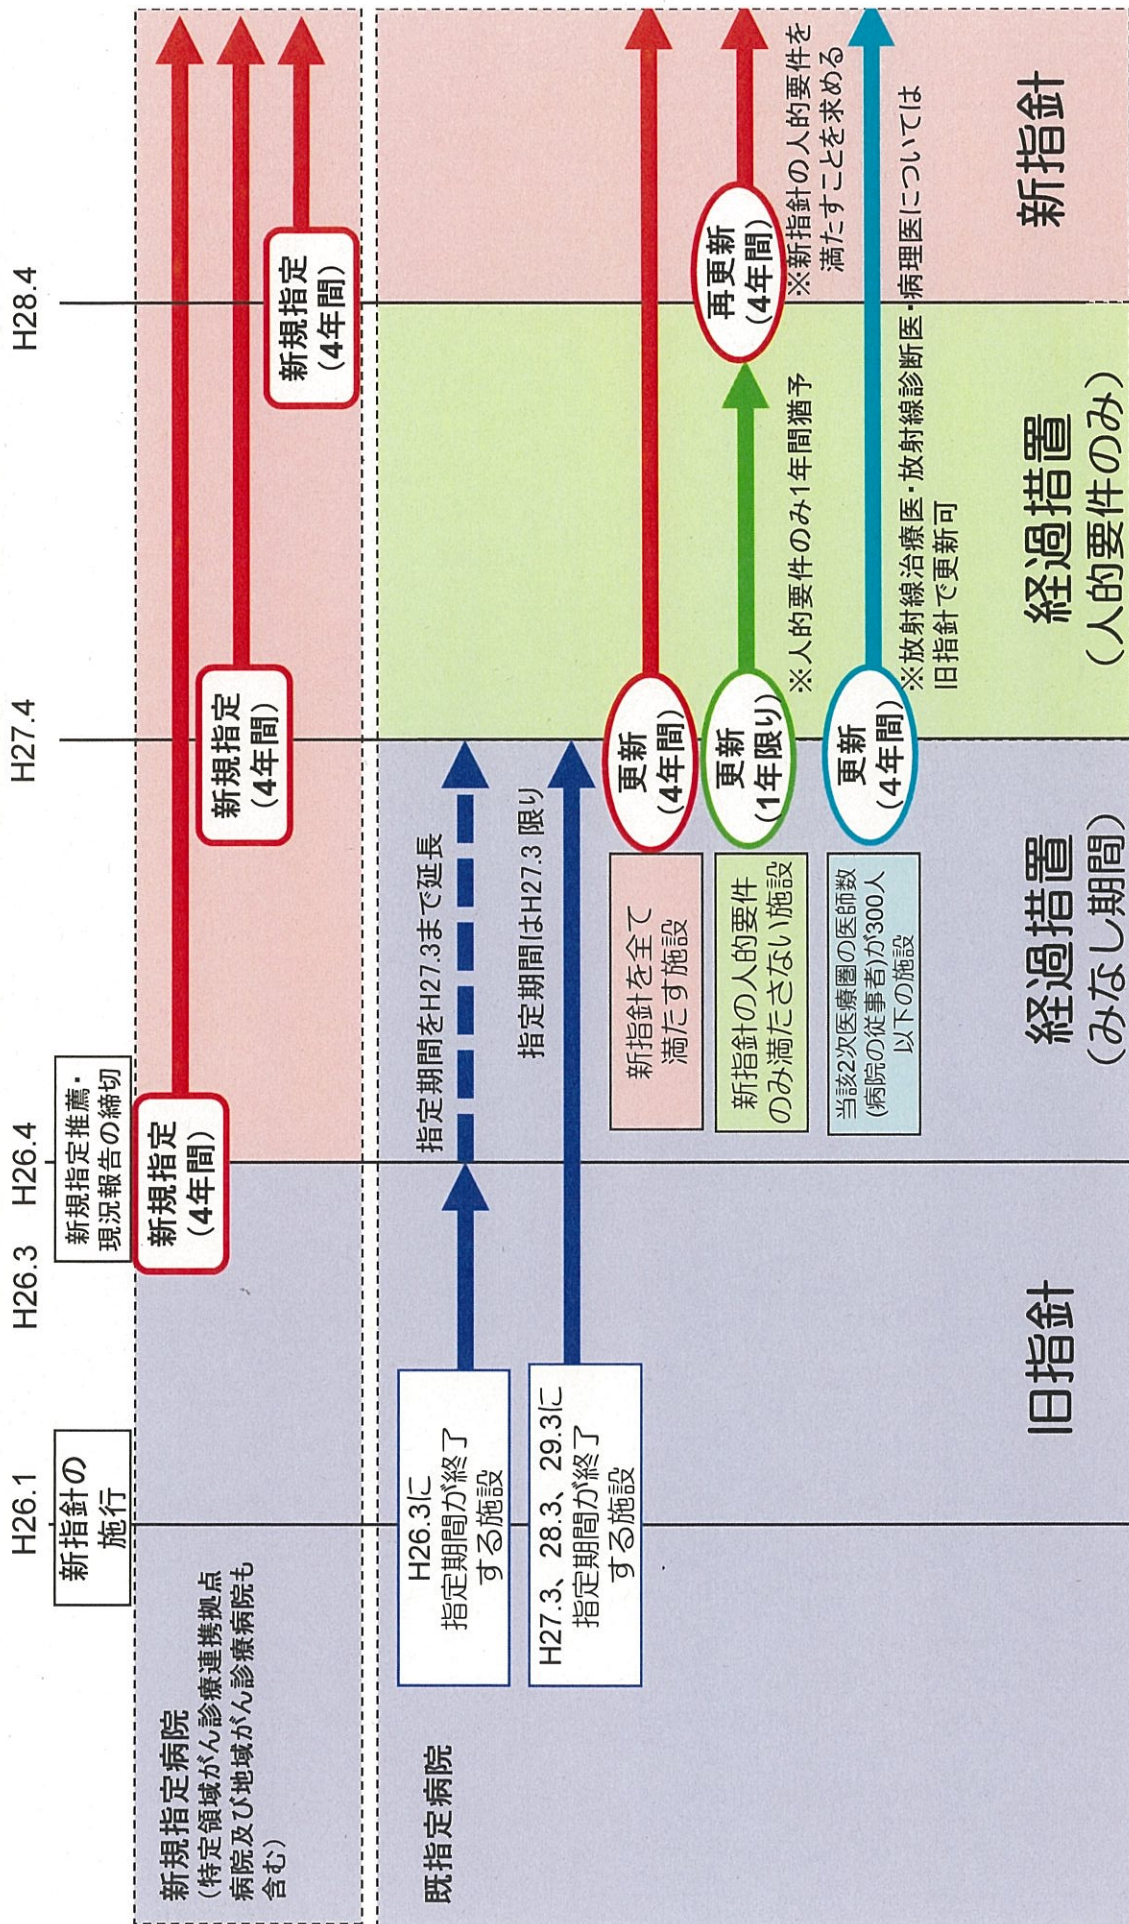 H26.1
H26.3
H26.4
H27.4
H28.4
新指針の
施行
新規指定推薦・
現況報告の締切
新規指定病院
(特定領域がん診療連携拠点
病院及び地域がん診療病院も
含む)
新規指定
(4年間)
新規指定
(4年間)
新規指定
(4年間)
既指定病院
H26.3に
指定期間が終了
する施設
指定期間をH27.3まで延長
H27.3、28.3、29.3に
指定期間が終了
する施設
指定期間はH27.3 限り
新指針を全て
満たす施設
更新
(4年間)
新指針の人的要件
のみ満たさない施設
更新
(1年限り)
※人的要件のみ1年間猶予
再更新
(4年間)
※新指針の人的要件を
満たすことを求める
当該2次医療圏の医師数
(病院の従事者)が300人
以下の施設
更新
(4年間)
※放射線治療医・放射線診断医・病理医については
旧指針で更新可
旧指針
経過措置
(みなし期間)
経過措置
(人的要件のみ)
新指針